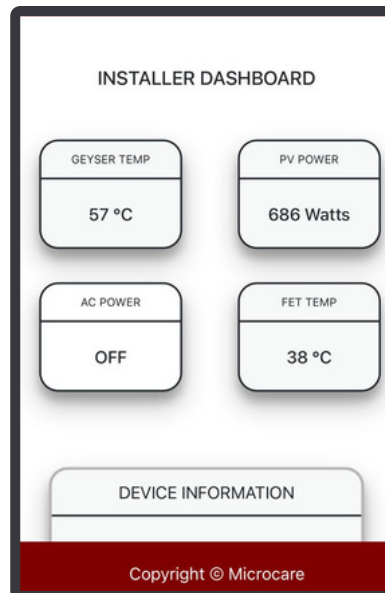 INSTALLER DASHBOARD
GEYSER TEMP
57 °C
PV POWER
686 Watts
AC POWER
OFF
FET TEMP
38 °C
DEVICE INFORMATION
Copyright © Microcare